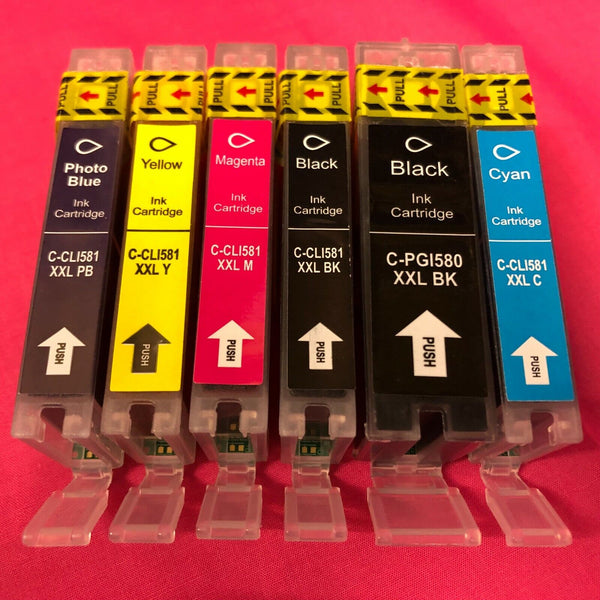 PULL
PULL
PULL
PULL
PULL
PULL
Photo
Blue
Ink
Cartridge
C-CLI581
XXL PB
PUSH
Yellow
Ink
Cartridge
C-CLI581
XXL Y
PUSH
Magenta
Ink
Cartridge
C-CLI581
XXL M
PUSH
Black
Ink
Cartridge
C-CLI581
XXL BK
PUSH
Black
Ink
Cartridge
C-PGI580
XXL BK
PUSH
Cyan
Ink
Cartridge
C-CLI581
XXL C
PUSH